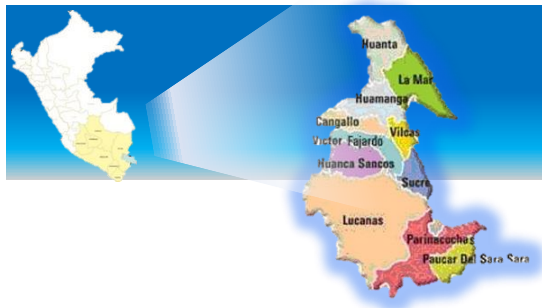 Huanta
La Mar
Huamanga
Cangallo
Vilcas
Victor Fajardo
Huanca Sancos
Sucre
Lucanas
Parinacochas
Paucar Del Sara Sara